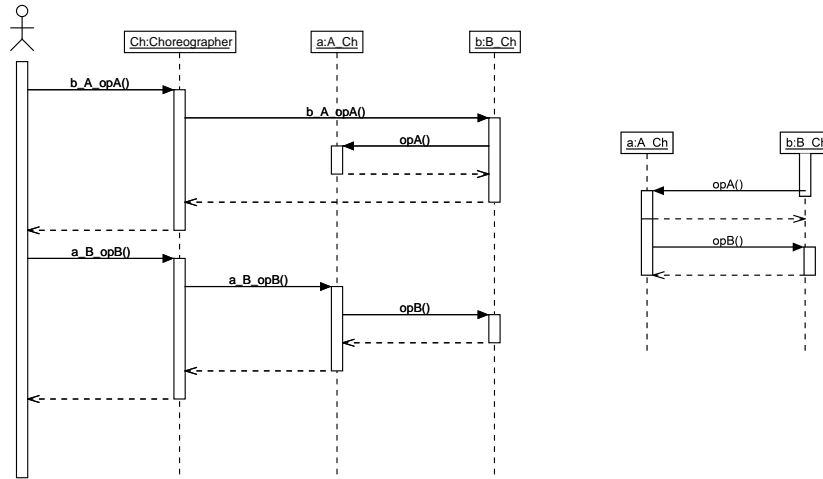 Ch:Choreographer
a:A_Ch
b:B_Ch
b_A_opA()
b_A_opA()
opA()
a_B_opB()
a_B_opB()
opB()
a:A_Ch
b:B_Ch
opA()
opB()